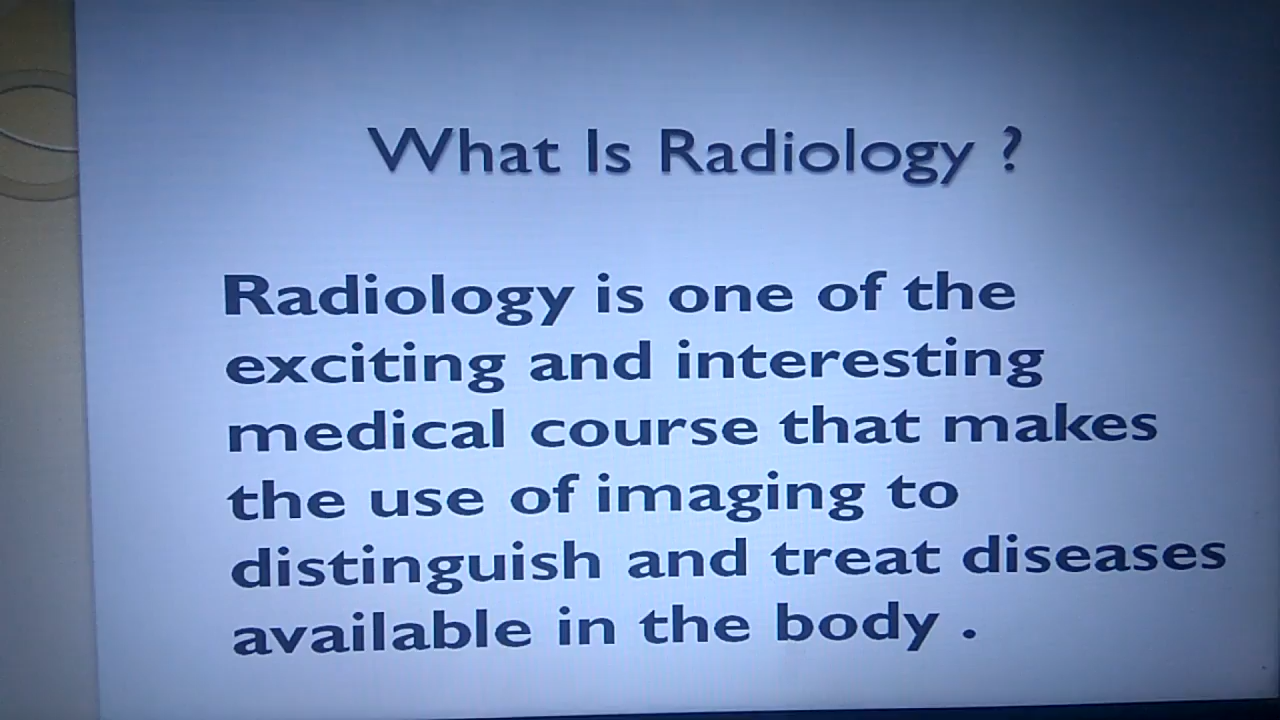 What Is Radiology ?
Radiology is one of the
exciting and interesting
medical course that makes
the use of imaging to
distinguish and treat diseases
available in the body .